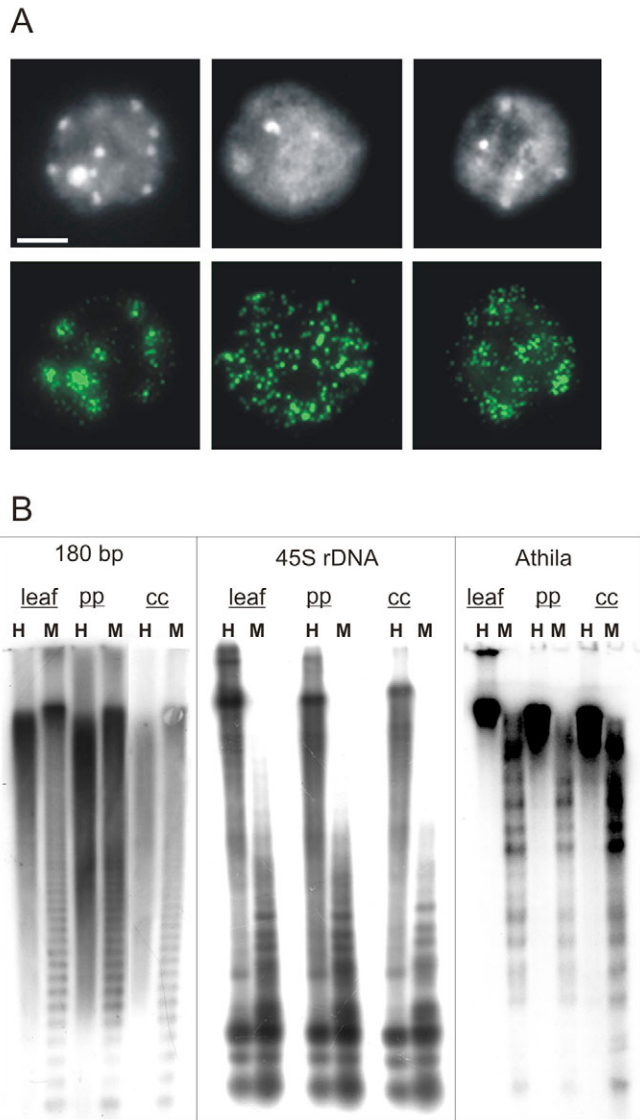 A
B
180 bp 45S rDNA Athila
leaf pp cc leaf pp cc leaf pp cc
H M H M H M H M H M H M H M H M H M